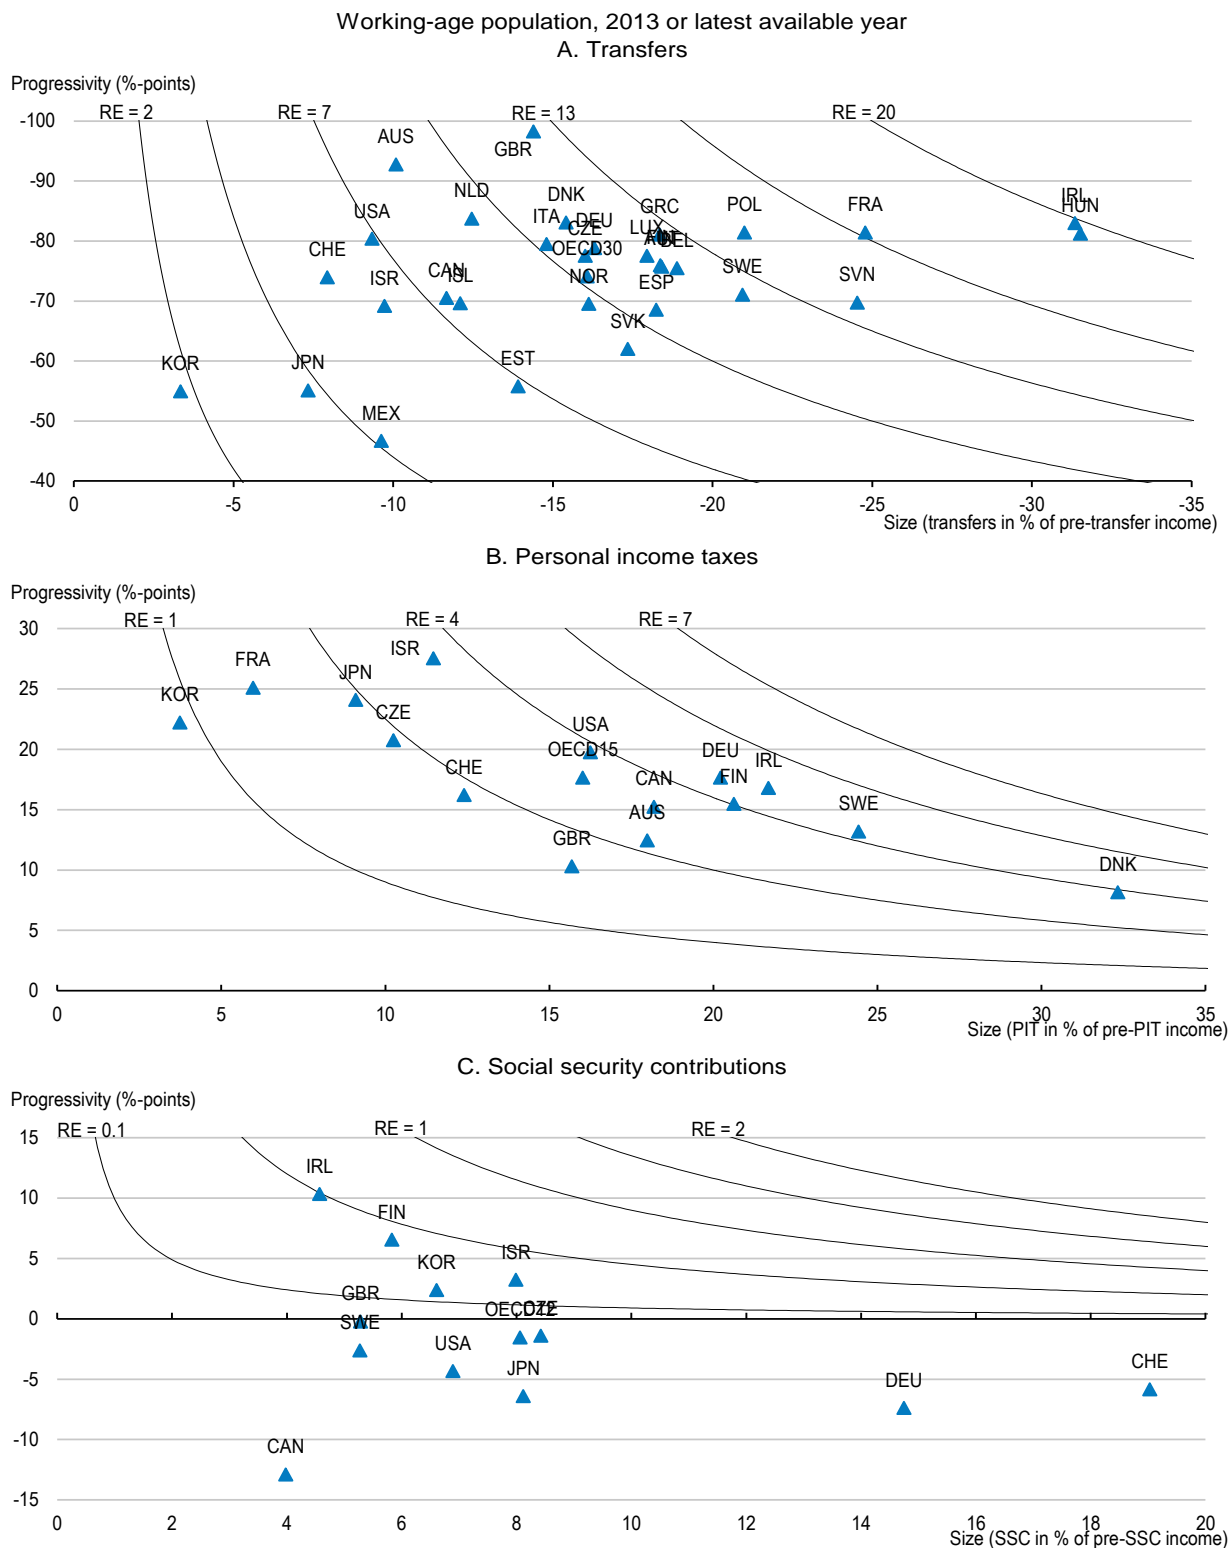 Working-age population, 2013 or latest available year
A. Transfers
Progressivity (%-points)
RE = 2
RE = 7
RE = 13
RE = 20
-100
-90
-80
-70
-60
-50
-40
AUS
GBR
NLD
DNK
USA
ITA
DEU
CZE
GRC
LUX
BEL
POL
FRA
IRL
HUN
CHE
ISR
CAN
ISL
OECD30
NOR
ESP
SWE
SVN
SVK
KOR
JPN
EST
MEX
0
-5
-10
-15
-20
-25
-30
-35
Size (transfers in % of pre-transfer income)
B. Personal income taxes
Progressivity (%-points)
RE = 1
RE = 4
RE = 7
30
25
20
15
10
5
0
ISR
FRA
JPN
KOR
CZE
USA
OECD15
DEU
CHE
CAN
FIN
IRL
AUS
SWE
GBR
DNK
0
5
10
15
20
25
30
35
Size (PIT in % of pre-PIT income)
C. Social security contributions
Progressivity (%-points)
RE = 0.1
RE = 1
RE = 2
15
10
5
0
-5
-10
-15
IRL
FIN
KOR
ISR
GBR
SWE
OECD12
CZE
USA
JPN
DEU
CHE
CAN
0
2
4
6
8
10
12
14
16
18
20
Size (SSC in % of pre-SSC income)